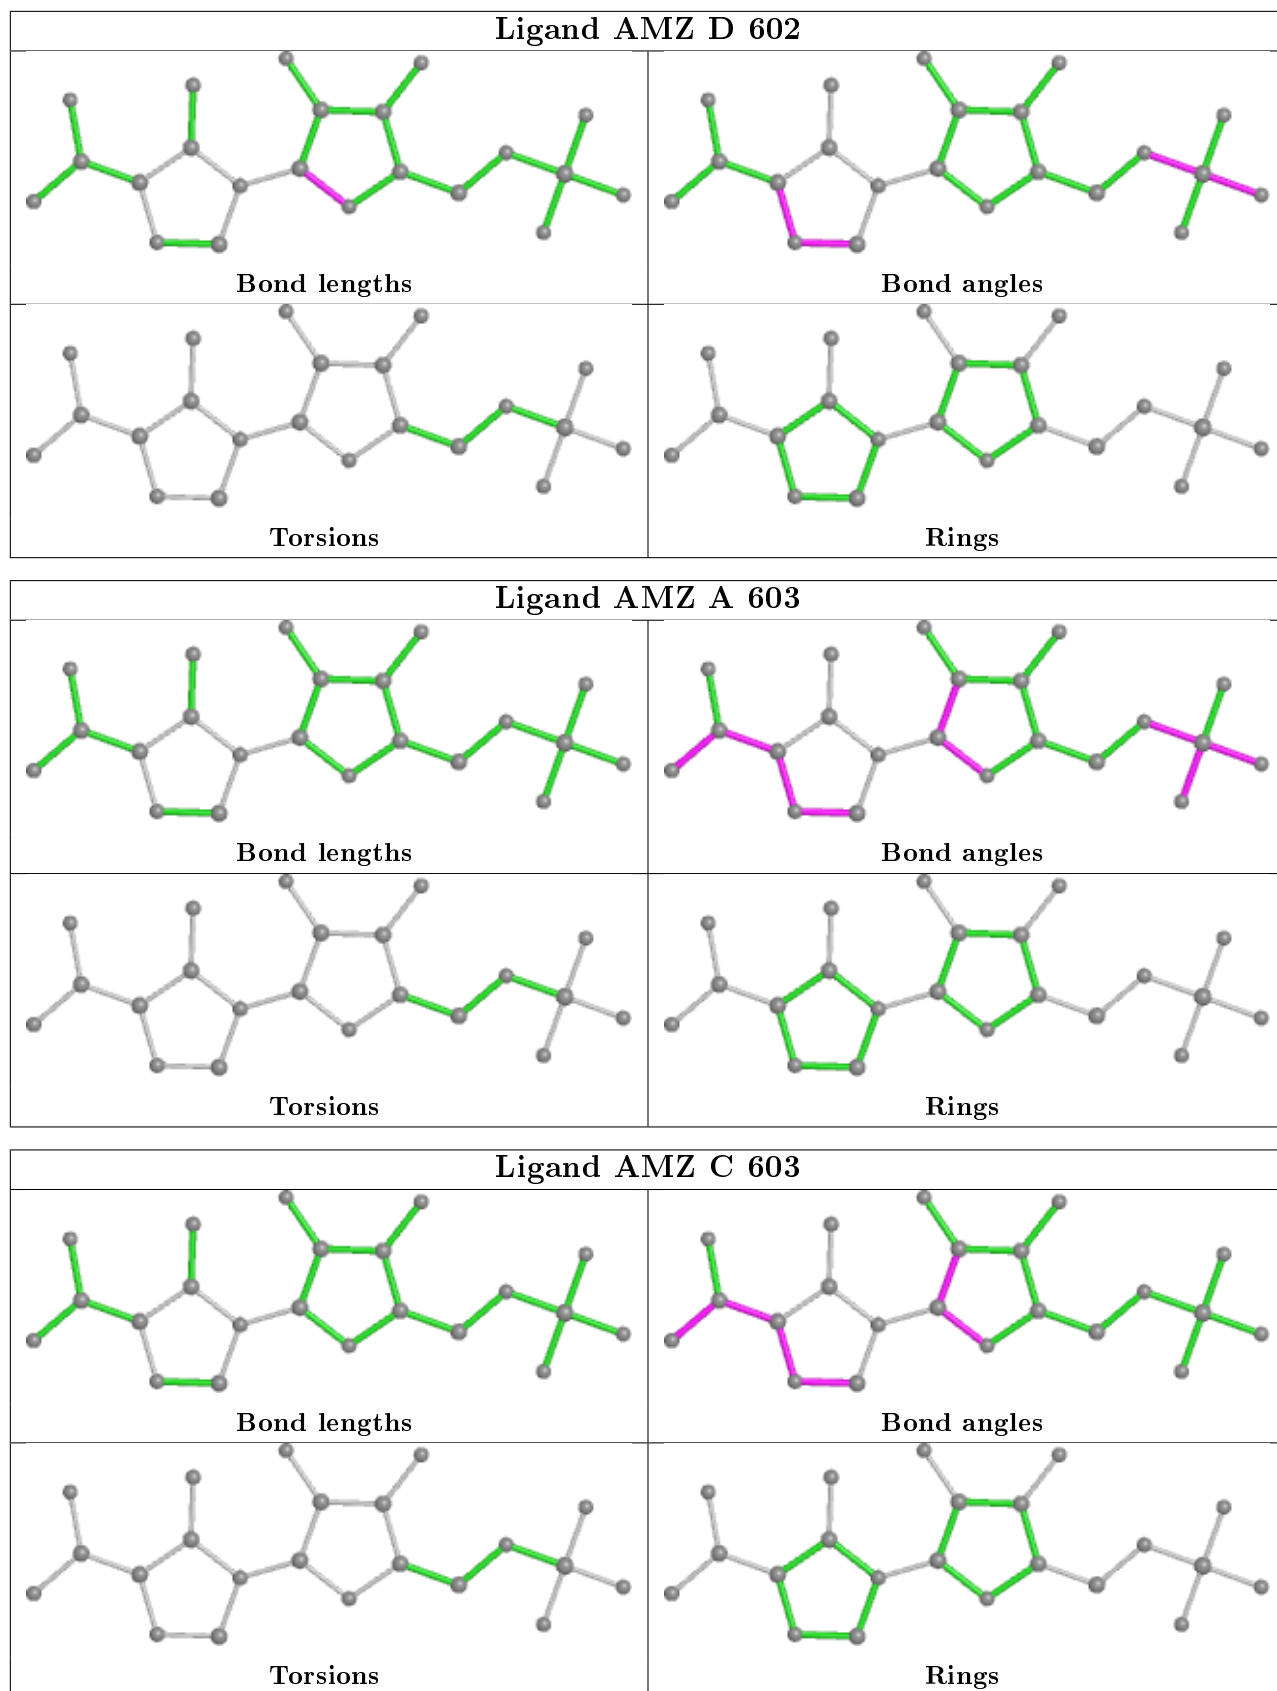 Ligand AMZ D 602
Bond lengths
Bond angles
Torsions
Rings
Ligand AMZ A 603
Bond lengths
Bond angles
Torsions
Rings
Ligand AMZ C 603
Bond lengths
Bond angles
Torsions
Rings